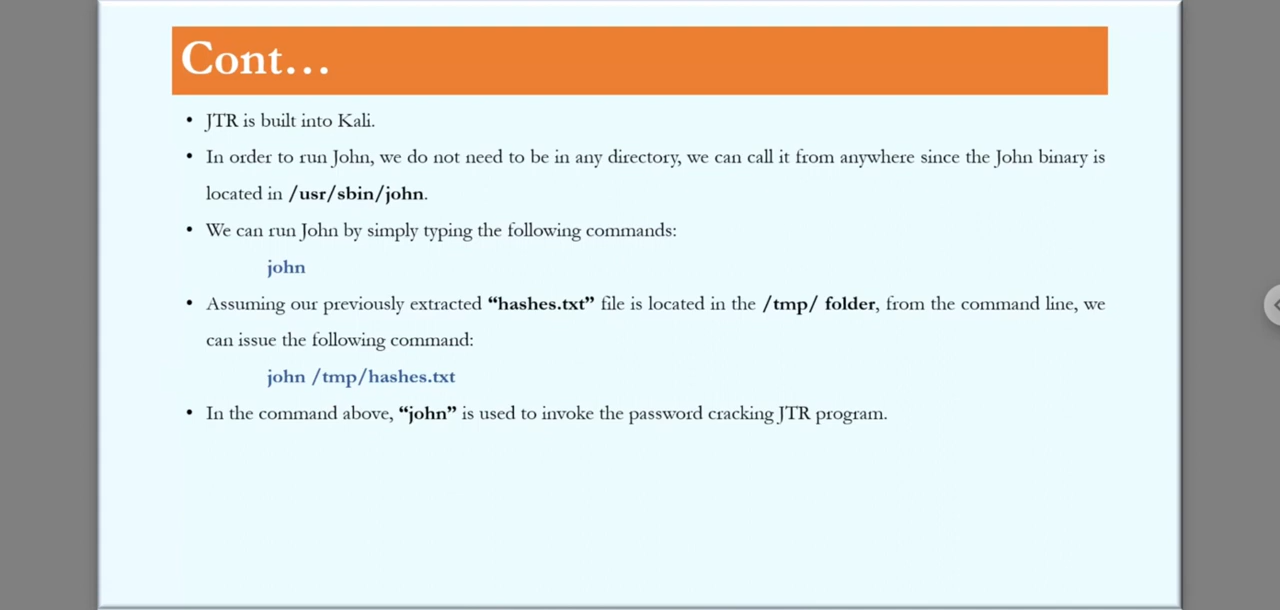 Cont…
• JTR is built into Kali.
• In order to run John, we do not need to be in any directory, we can call it from anywhere since the John binary is
located in /usr/sbin/john.
• We can run John by simply typing the following commands:
john
• Assuming our previously extracted “hashes.txt” file is located in the /tmp/ folder, from the command line, we
can issue the following command:
john /tmp/hashes.txt
• In the command above, “john” is used to invoke the password cracking JTR program.